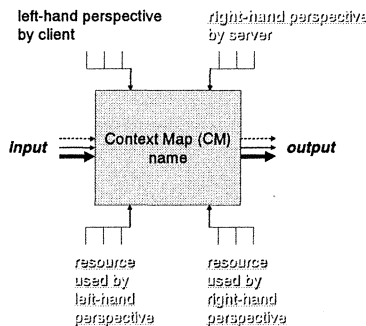 left-hand perspective
by client
right-hand perspective
by server
Input
Context Map (CM)
name
output
resource
used by
left-hand
perspective
resource
used by
right-hand
perspective